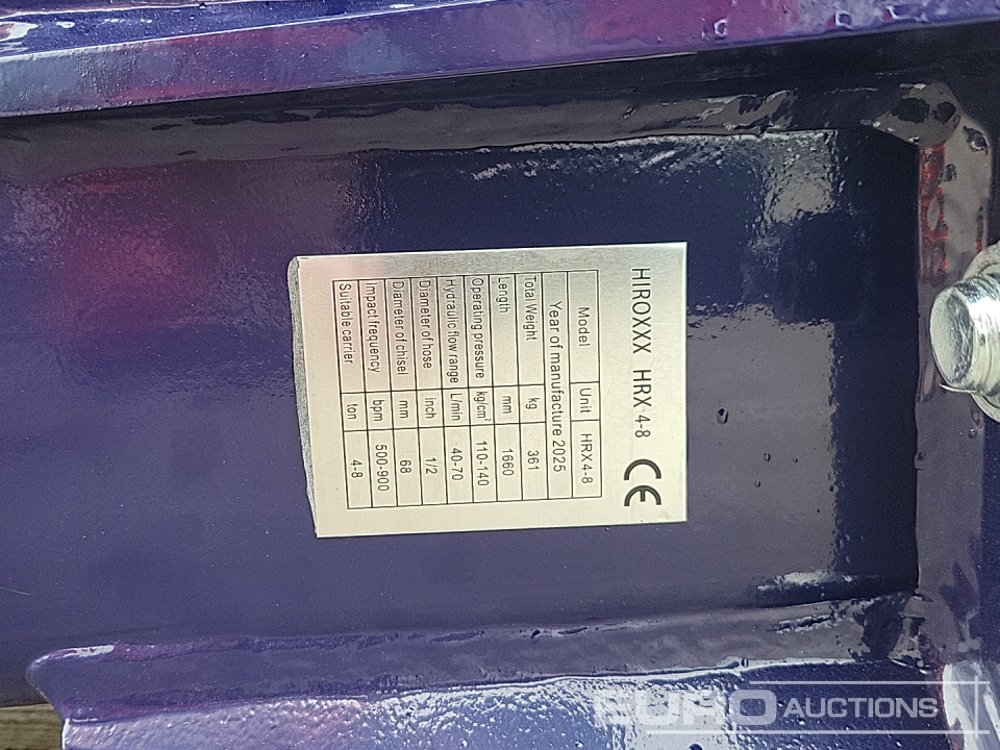 HIROXXX HRX 4-8 CE
Model Unit HRX4-8
Year of manufacture 2025
Total Weight kg 361
Length mm 1660
Operating pressure kg/cm² 110-140
Hydraulic flow range L/min 40-70
Diameter of hose inch 1/2
Diameter of chisel mm 68
Impact frequency bpm 500-900
Suitable carrier ton 4-8
EURO AUCTIONS